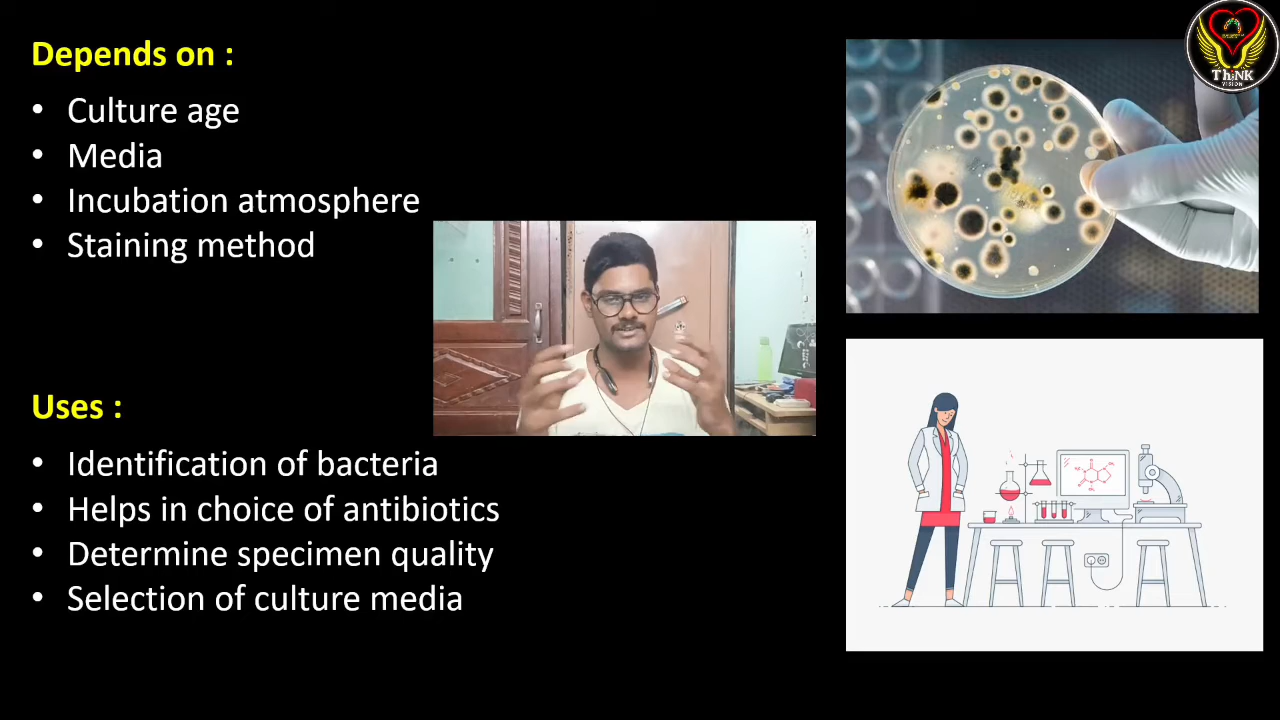 Depends on :
• Culture age
• Media
• Incubation atmosphere
• Staining method
Uses :
• Identification of bacteria
• Helps in choice of antibiotics
• Determine specimen quality
• Selection of culture media
ThiNK
VISION